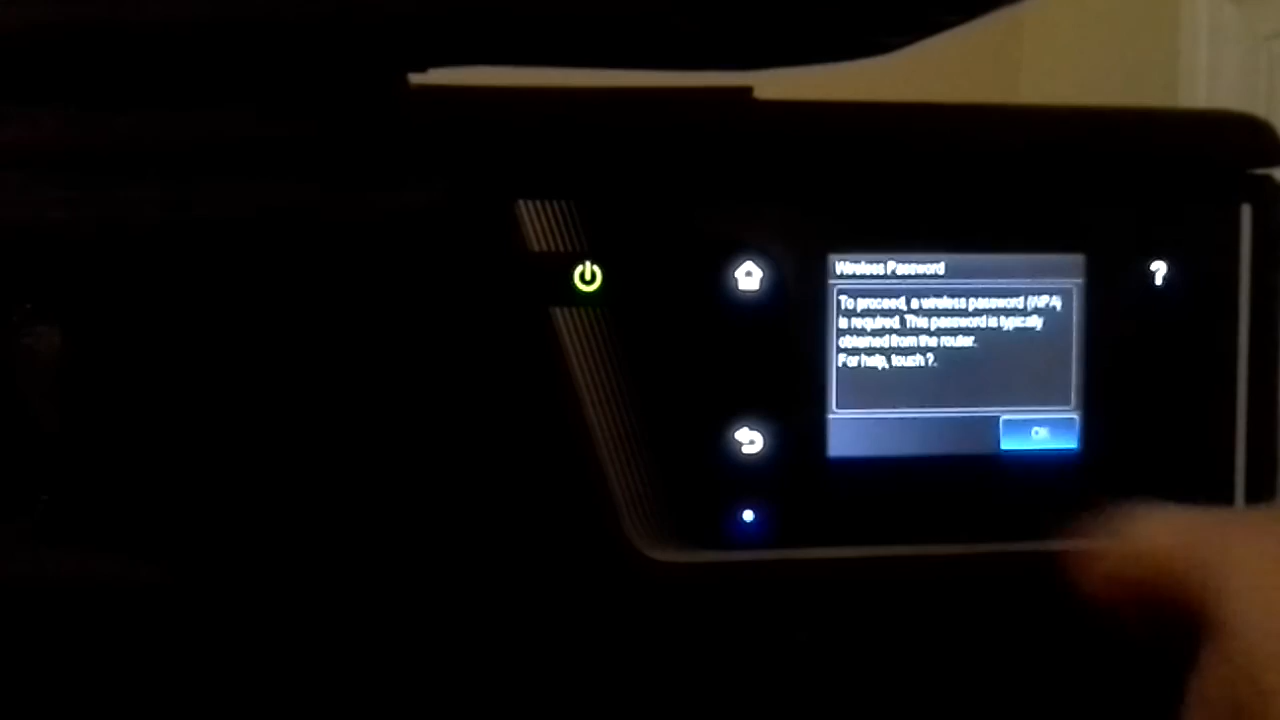 Wireless Password
?
To proceed, a wireless password (WPA)
is required. This password is typically
obtained from the router.
For help, touch ?.
OK